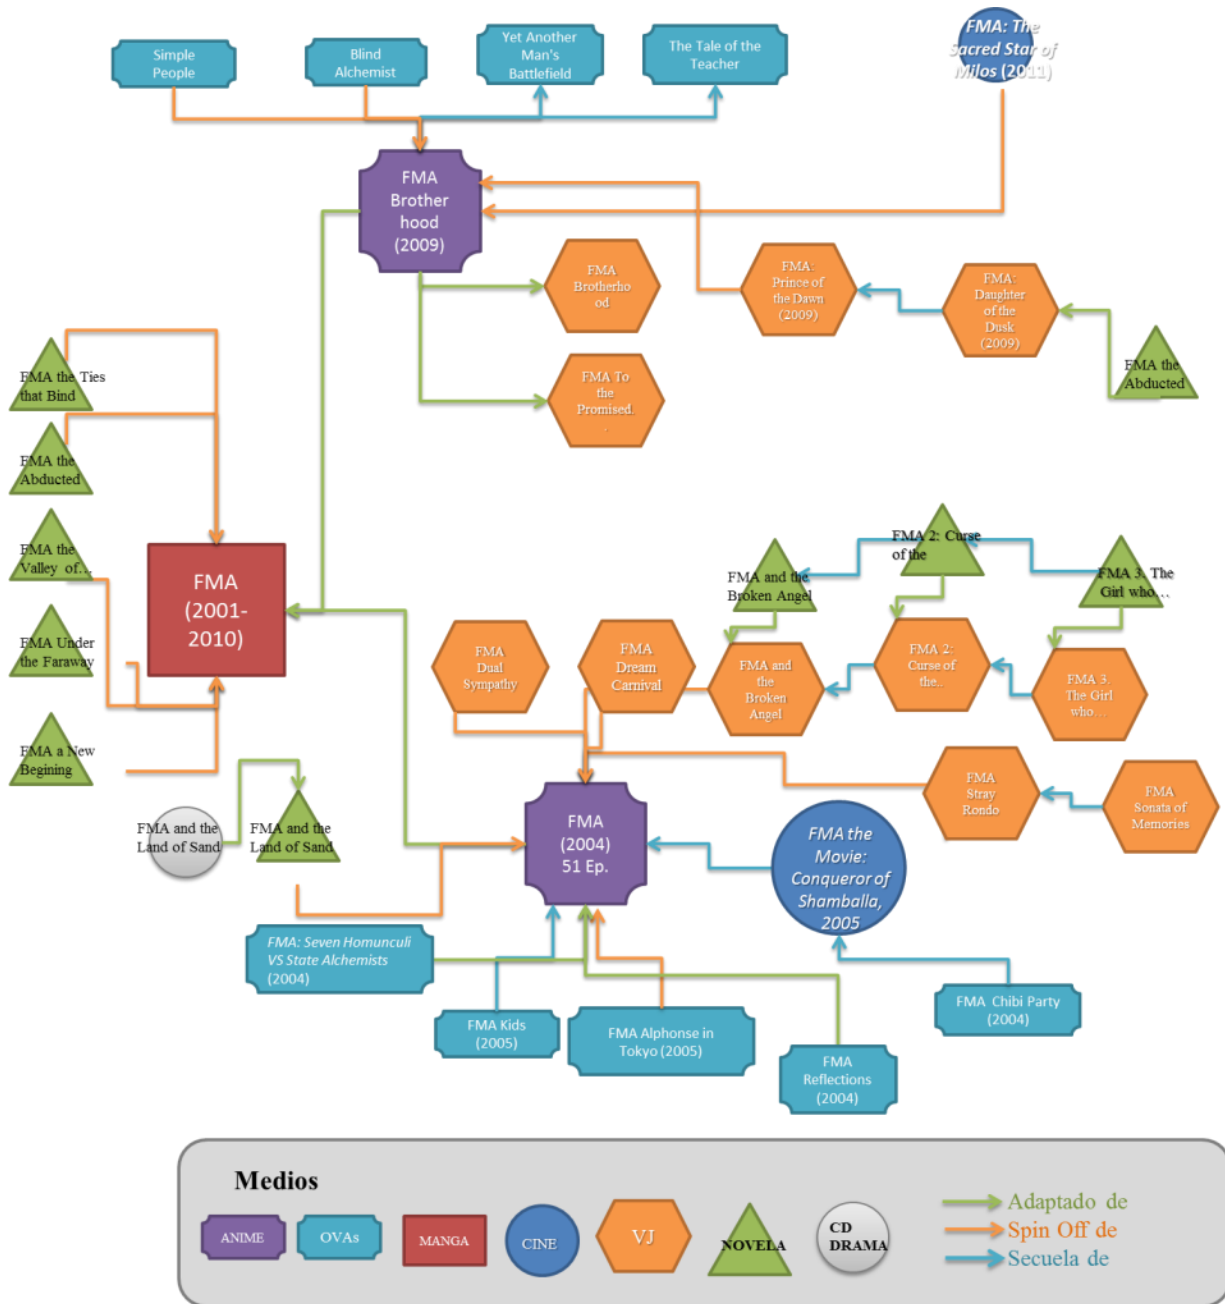 Simple
People
Blind
Alchemist
Yet Another
Man's
Battlefield
The Tale of the
Teacher
FMA: The
Sacred Star of
Milos (2011)
FMA
Brother
hood
(2009)
FMA
Brotherho
od
FMA:
Prince of
the Dawn
(2009)
FMA:
Daughter
of the
Dusk
(2009)
FMA the
Abducted
FMA To
the
Promised.
.
FMA the Ties
that Bind
FMA the
Abducted
FMA the
Valley of...
FMA Under
the Faraway
FMA a New
Begining
FMA
(2001-
2010)
FMA and the
Broken Angel
FMA 2: Curse
of the
FMA 3. The
Girl who...
FMA
Dual
Sympathy
FMA
Dream
Carnival
FMA and
the
Broken
Angel
FMA 2:
Curse of
the..
FMA 3.
The Girl
who...
FMA
Stray
Rondo
FMA
Sonata of
Memories
FMA and the
Land of Sand
FMA and the
Land of Sand
FMA
(2004)
51 Ep.
FMA the
Movie:
Conqueror of
Shamballa,
2005
FMA: Seven Homunculi
VS State Alchemists
(2004)
FMA Kids
(2005)
FMA Alphonse in
Tokyo (2005)
FMA
Reflections
(2004)
FMA Chibi Party
(2004)
Medios
ANIME
OVAs
MANGA
CINE
VJ
NOVELA
CD
DRAMA
Adaptado de
Spin Off de
Secuela de